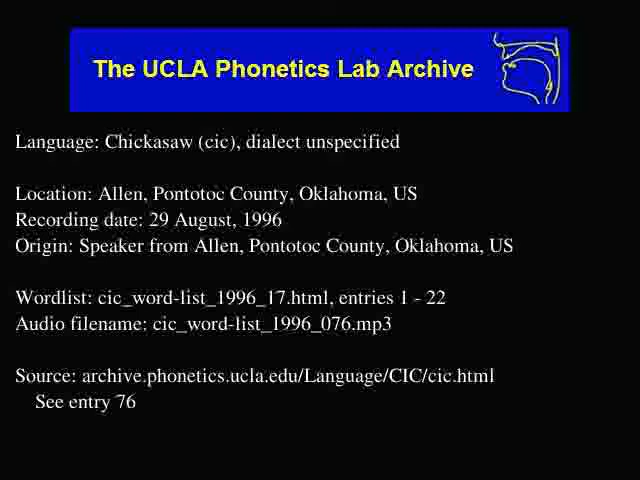 The UCLA Phonetics Lab Archive
Language: Chickasaw (cic), dialect unspecified
Location: Allen, Pontotoc County, Oklahoma, US
Recording date: 29 August, 1996
Origin: Speaker from Allen, Pontotoc County, Oklahoma, US
Wordlist: cic_word-list_1996_17.html, entries 1 - 22
Audio filename: cic_word-list_1996_076.mp3
Source: archive.phonetics.ucla.edu/Language/CIC/cic.html
See entry 76